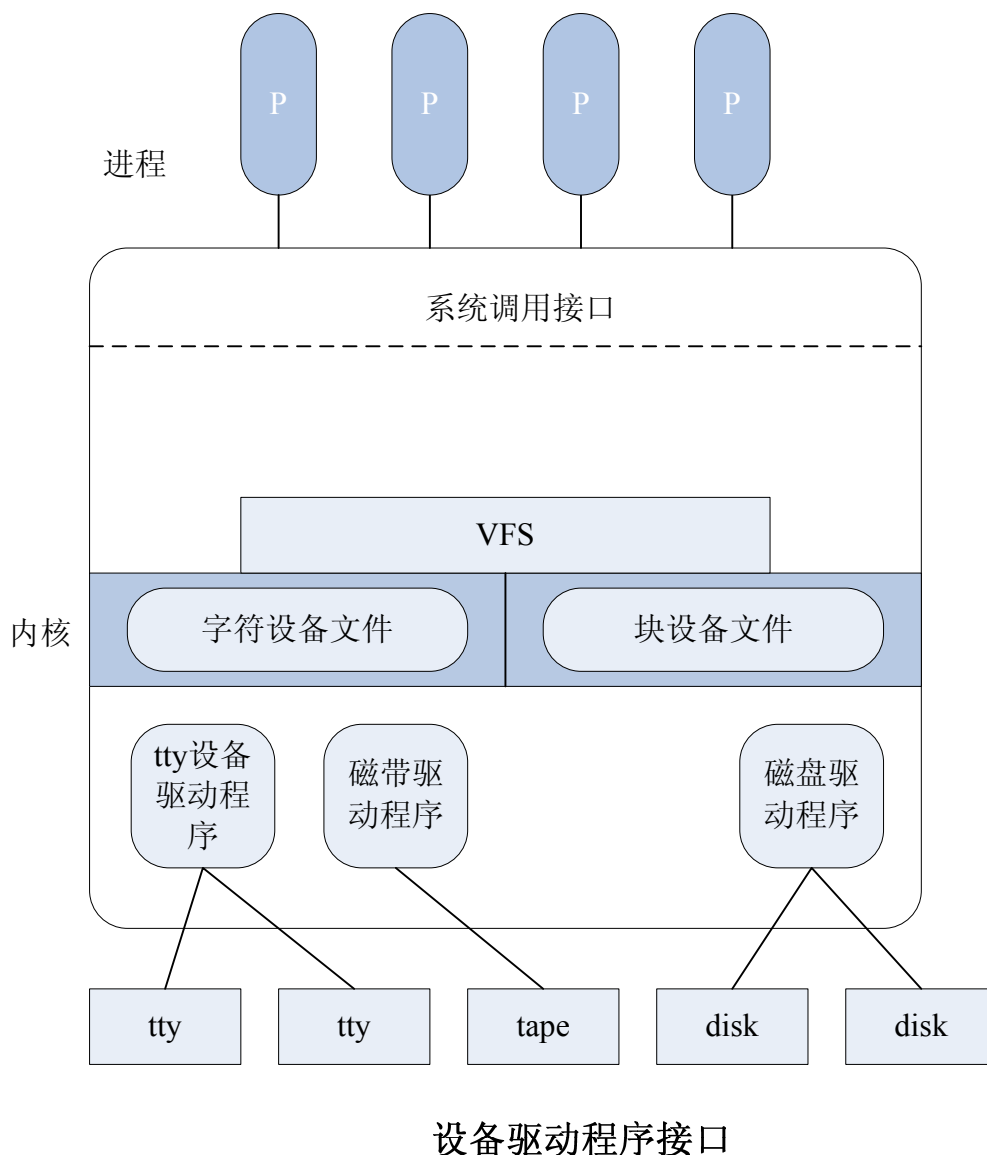 P
P
P
P
进程
系统调用接口
VFS
内核
字符设备文件
块设备文件
tty设备
驱动程
序
磁带驱
动程序
磁盘驱
动程序
tty
tty
tape
disk
disk
设备驱动程序接口